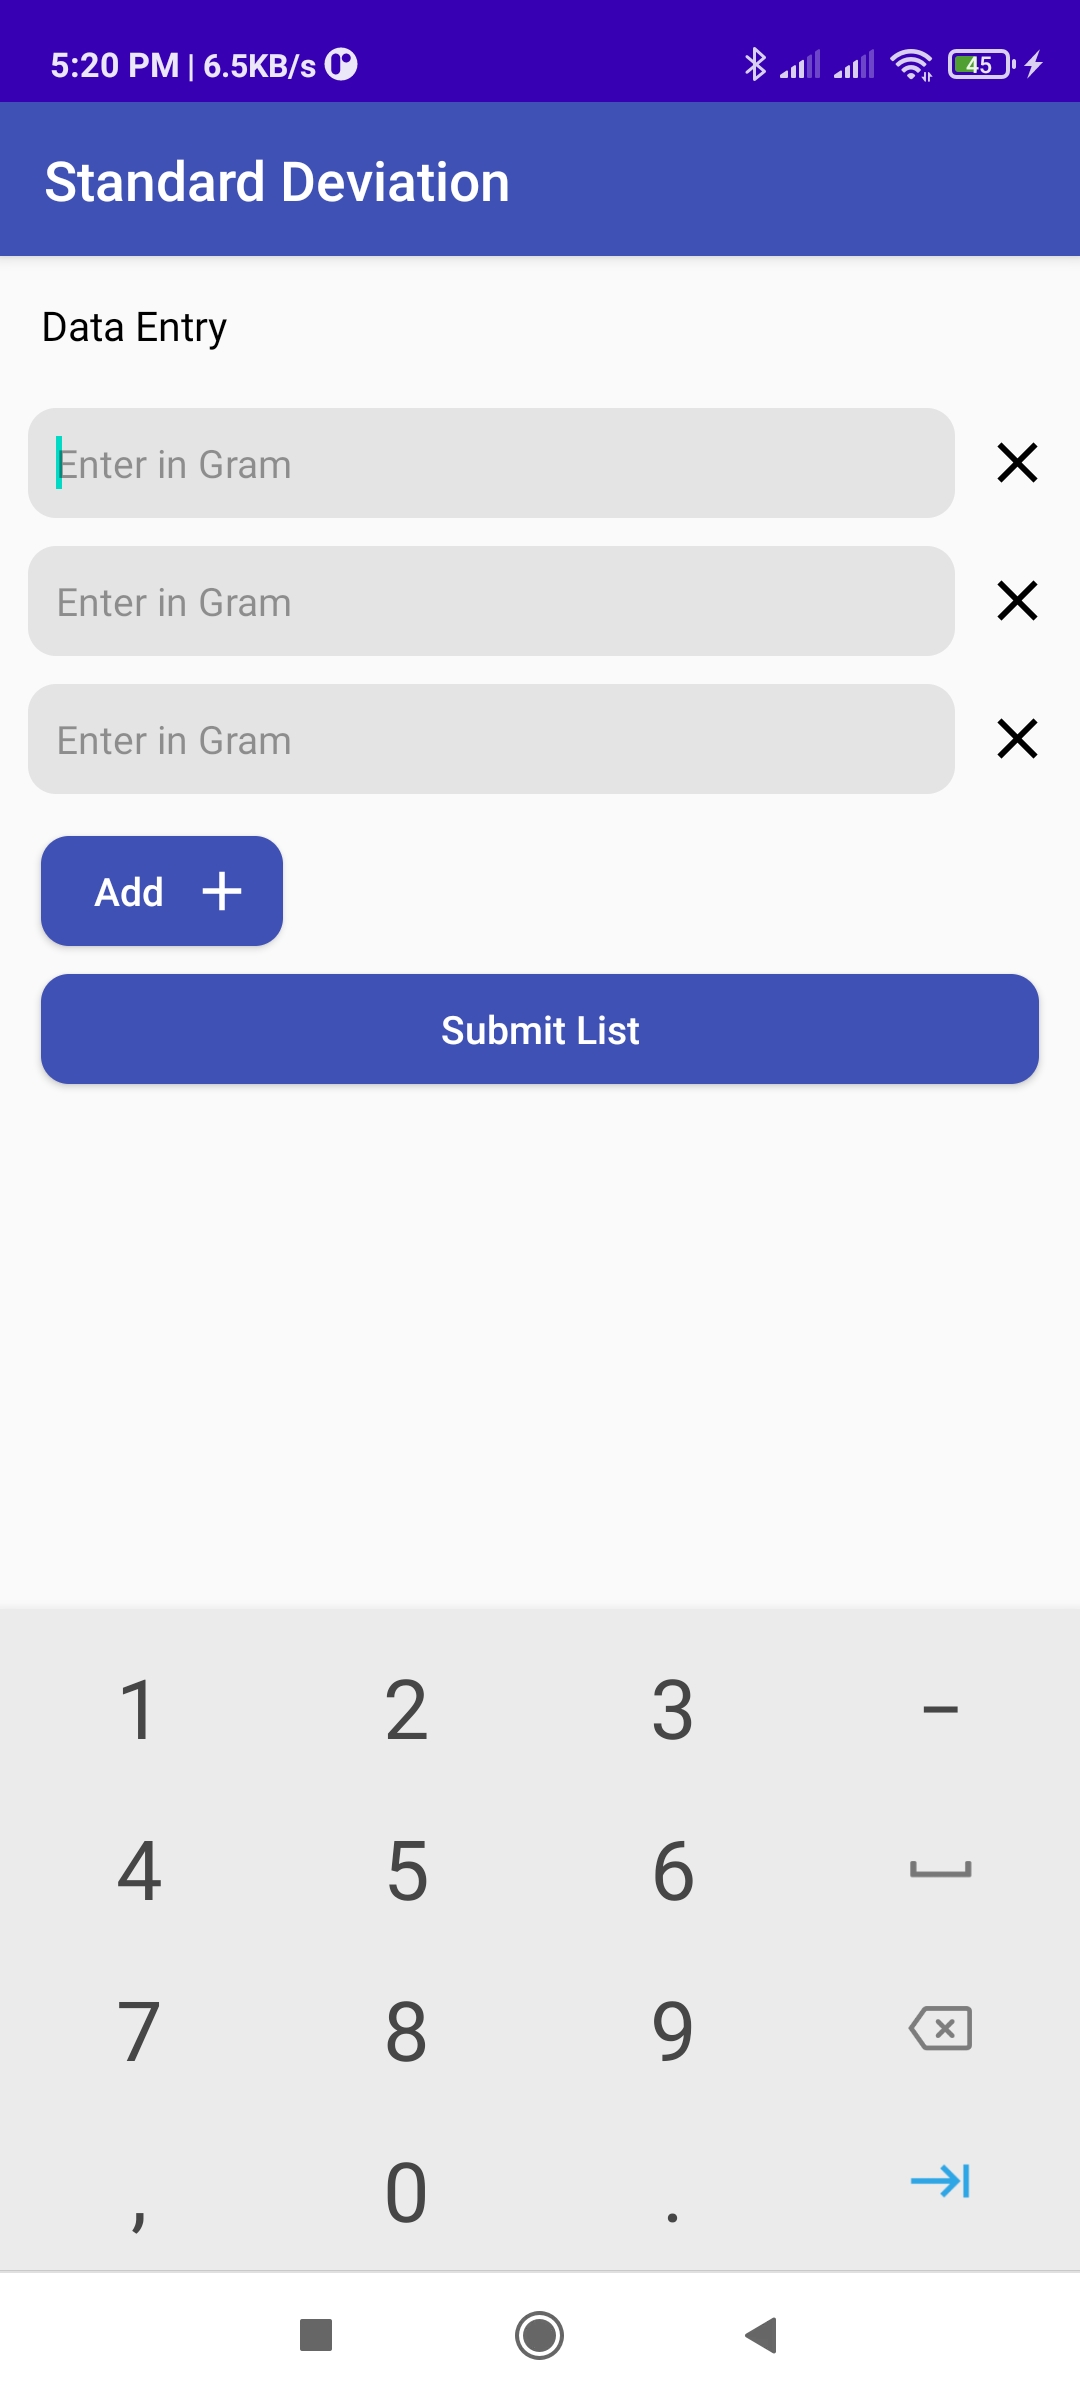 5:20 PM | 6.5KB/s 45
Standard Deviation
Data Entry
Enter in Gram
Enter in Gram
Enter in Gram
Add
Submit List
1 2 3 –
4 5 6
7 8 9
, 0 .